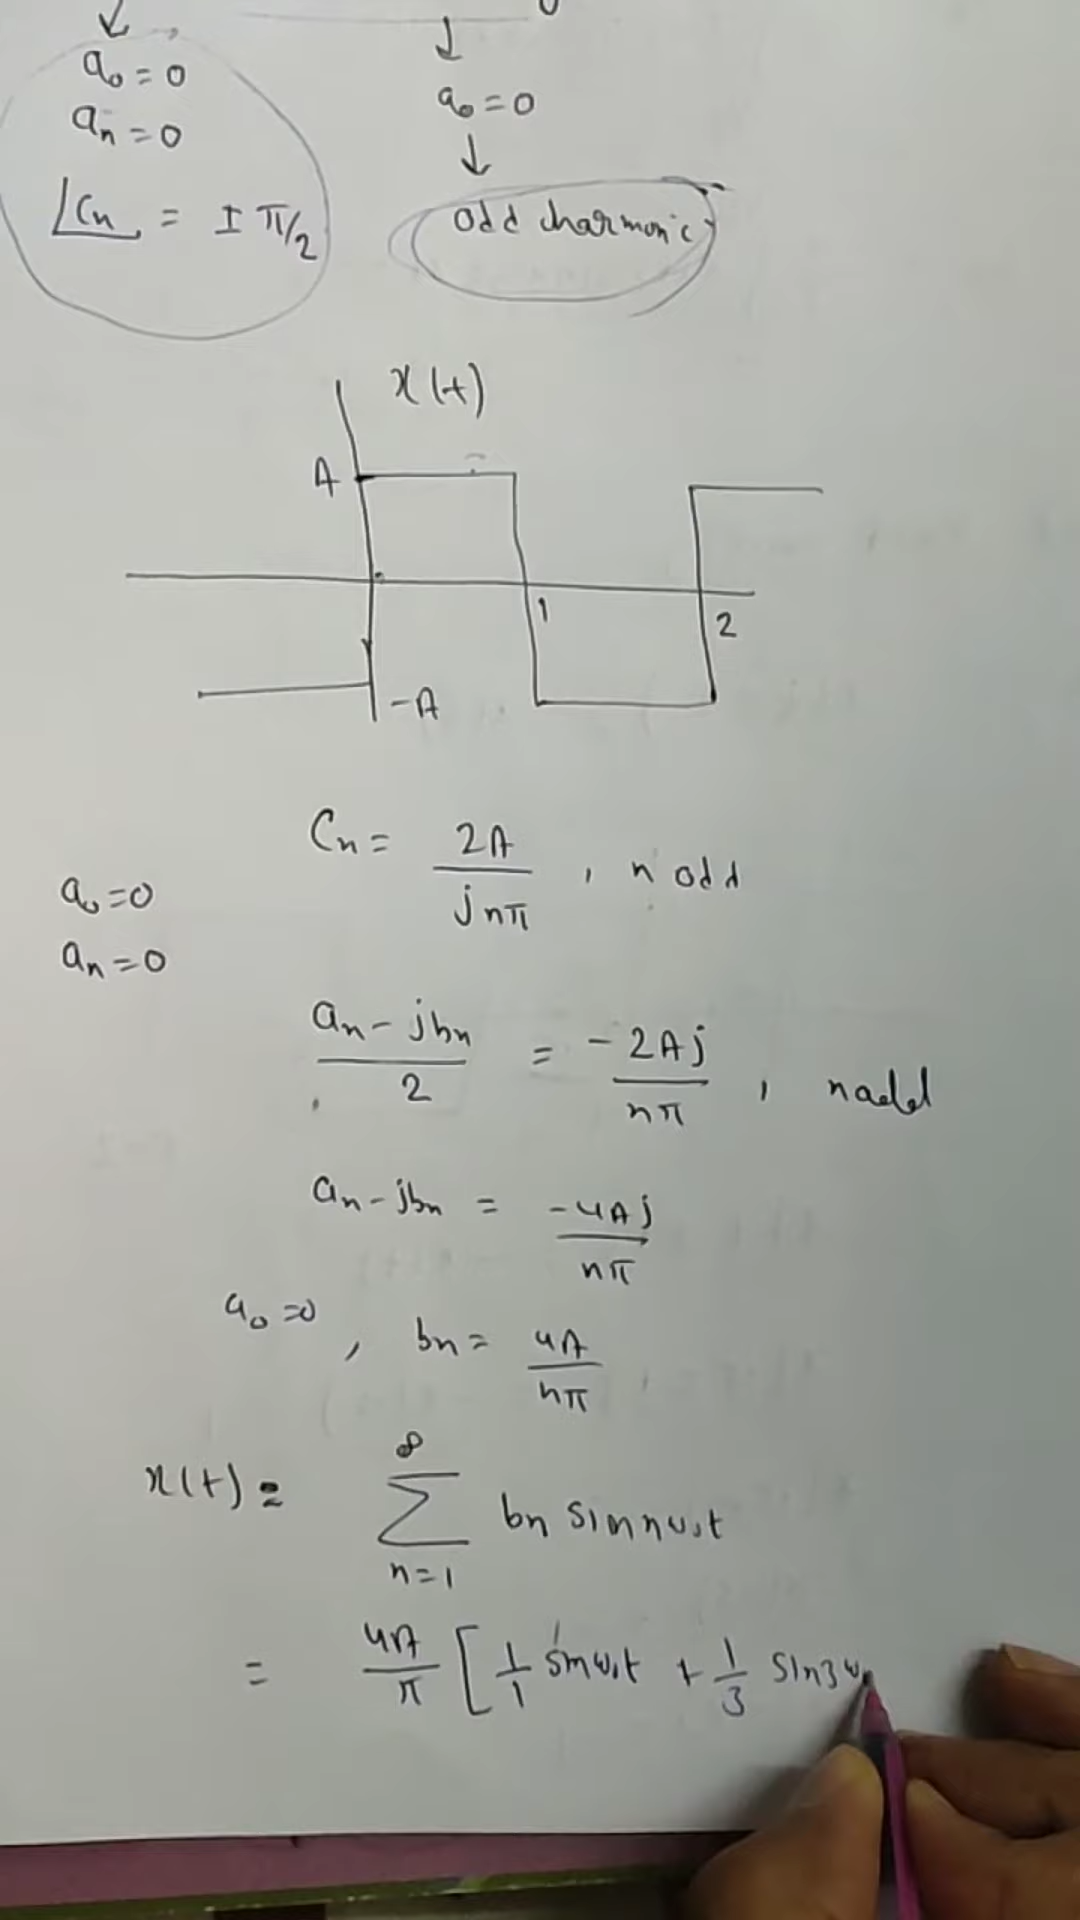 a₀ = 0
aₙ = 0
∠Cₙ = ± π/2
a₀ = 0
odd harmonic
x(t)
A
1
2
-A
Cₙ = 2A / jnπ , n odd
a₀ = 0
aₙ = 0
(aₙ - jbₙ) / 2 = -2Aj / nπ , n odd
aₙ - jbₙ = -4Aj / nπ
a₀ = 0 , bₙ = 4A / nπ
x(t) = ∑ₙ₌₁^∞ bₙ sin nω₀t
= 4A/π [ 1/1 sin ω₀t + 1/3 sin 3ω